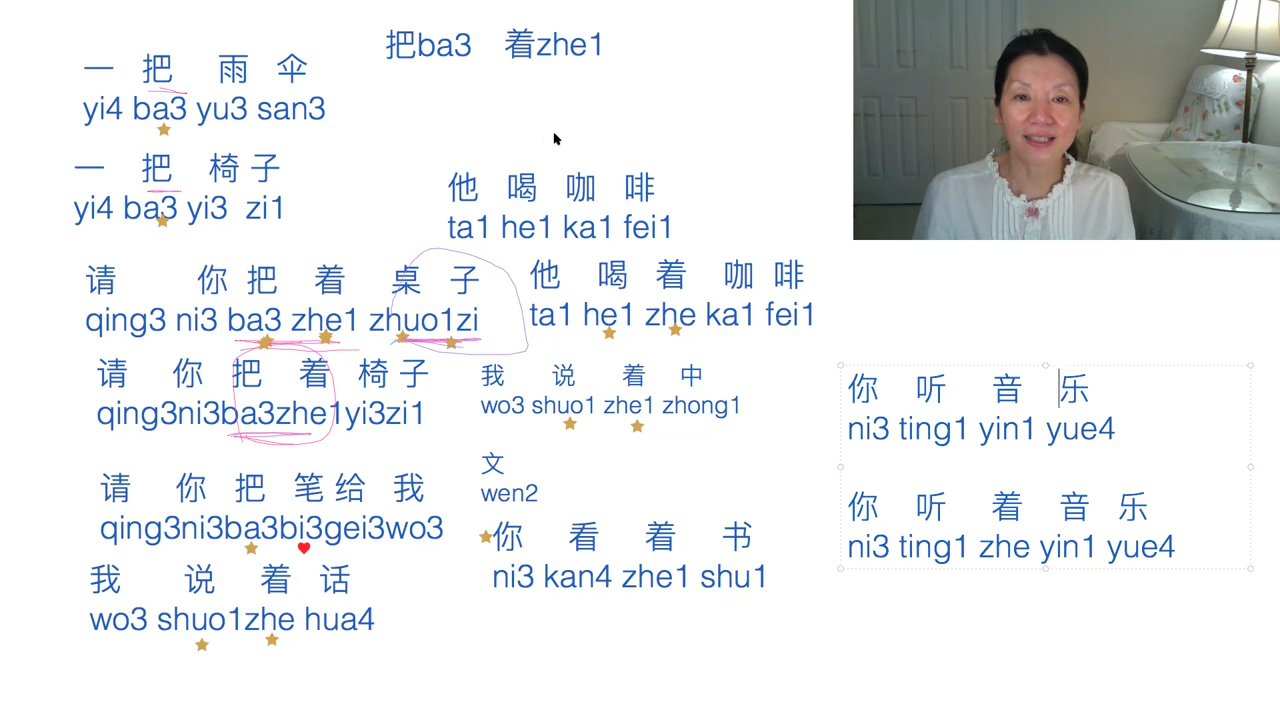 把ba3 着zhe1
一 把 雨 伞
yi4 ba3 yu3 san3
一 把 椅 子
yi4 ba3 yi3 zi1
请 你 把 着 桌 子
qing3 ni3 ba3 zhe1 zhuo1zi
请 你 把 着 椅 子
qing3ni3ba3zhe1yi3zi1
请 你 把 笔 给 我
qing3ni3ba3bi3gei3wo3
我 说 着 话
wo3 shuo1zhe hua4
他 喝 咖 啡
ta1 he1 ka1 fei1
他 喝 着 咖 啡
ta1 he1 zhe ka1 fei1
我 说 着 中
wo3 shuo1 zhe1 zhong1
文
wen2
你 看 着 书
ni3 kan4 zhe1 shu1
你 听 音 乐
ni3 ting1 yin1 yue4
你 听 着 音 乐
ni3 ting1 zhe yin1 yue4